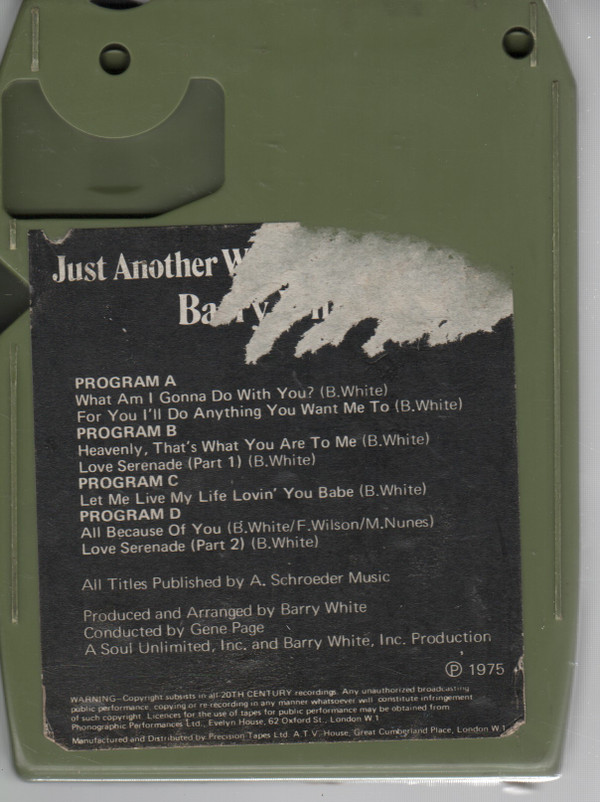 Just Another W
Barry
PROGRAM A
What Am I Gonna Do With You? (B.White)
For You I'll Do Anything You Want Me To (B.White)
PROGRAM B
Heavenly, That's What You Are To Me (B.White)
Love Serenade (Part 1) (B.White)
PROGRAM C
Let Me Live My Life Lovin' You Babe (B.White)
PROGRAM D
All Because Of You (B.White/F.Wilson/M.Nunes)
Love Serenade (Part 2) (B.White)
All Titles Published by A. Schroeder Music
Produced and Arranged by Barry White
Conducted by Gene Page
A Soul Unlimited, Inc. and Barry White, Inc. Production
℗ 1975
WARNING–Copyright subsists in all 20TH CENTURY recordings. Any unauthorized broadcasting
public performance, copying or re-recording in any manner whatsoever will constitute infringement
of such copyright. Licences for the use of tapes for public performance may be obtained from
Phonographic Performances Ltd., Evelyn House, 62 Oxford St., London W.1
Manufactured and Distributed by Precision Tapes Ltd. A.T.V. House, Great Cumberland Place, London W.1